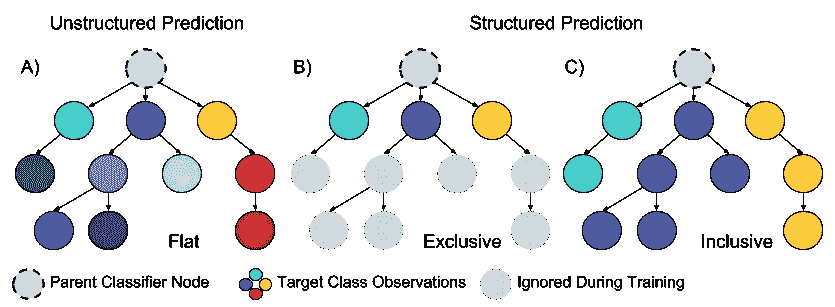 Unstructured Prediction
Structured Prediction
A)
B)
C)
Flat
Exclusive
Inclusive
Parent Classifier Node
Target Class Observations
Ignored During Training